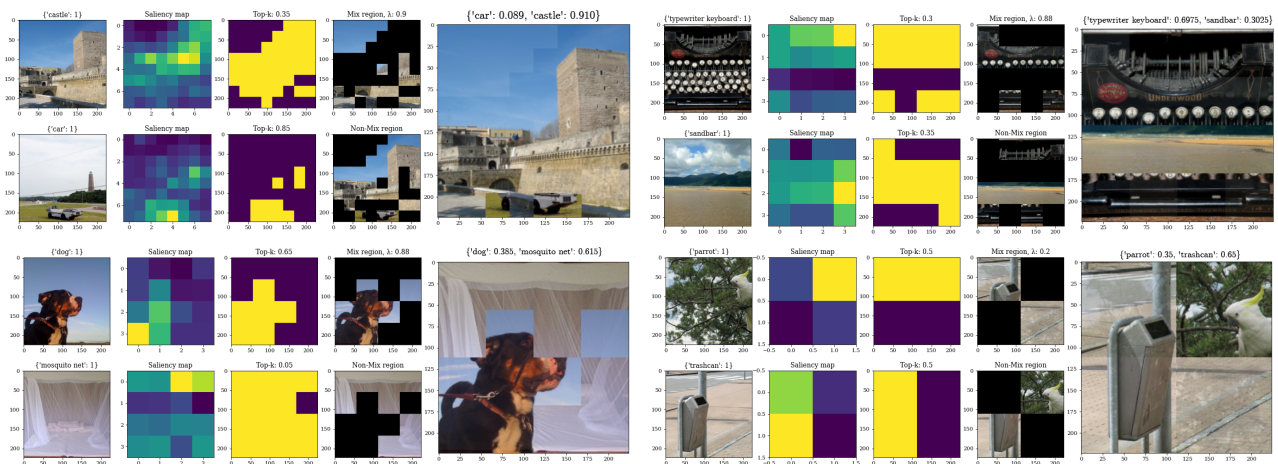 {'castle': 1}
Saliency map
Top-k: 0.35
Mix region, λ: 0.9
{'car': 0.089, 'castle': 0.910}
{'car': 1}
Saliency map
Top-k: 0.85
Non-Mix region
{'typewriter keyboard': 1}
Saliency map
Top-k: 0.3
Mix region, λ: 0.88
{'typewriter keyboard': 0.6975, 'sandbar': 0.3025}
UNDERWOOD
{'sandbar': 1}
Saliency map
Top-k: 0.35
Non-Mix region
{'dog': 1}
Saliency map
Top-k: 0.65
Mix region, λ: 0.88
{'dog': 0.385, 'mosquito net': 0.615}
{'mosquito net': 1}
Saliency map
Top-k: 0.05
Non-Mix region
{'parrot': 1}
Saliency map
Top-k: 0.5
Mix region, λ: 0.2
{'parrot': 0.35, 'trashcan': 0.65}
{'trashcan': 1}
Saliency map
Top-k: 0.5
Non-Mix region